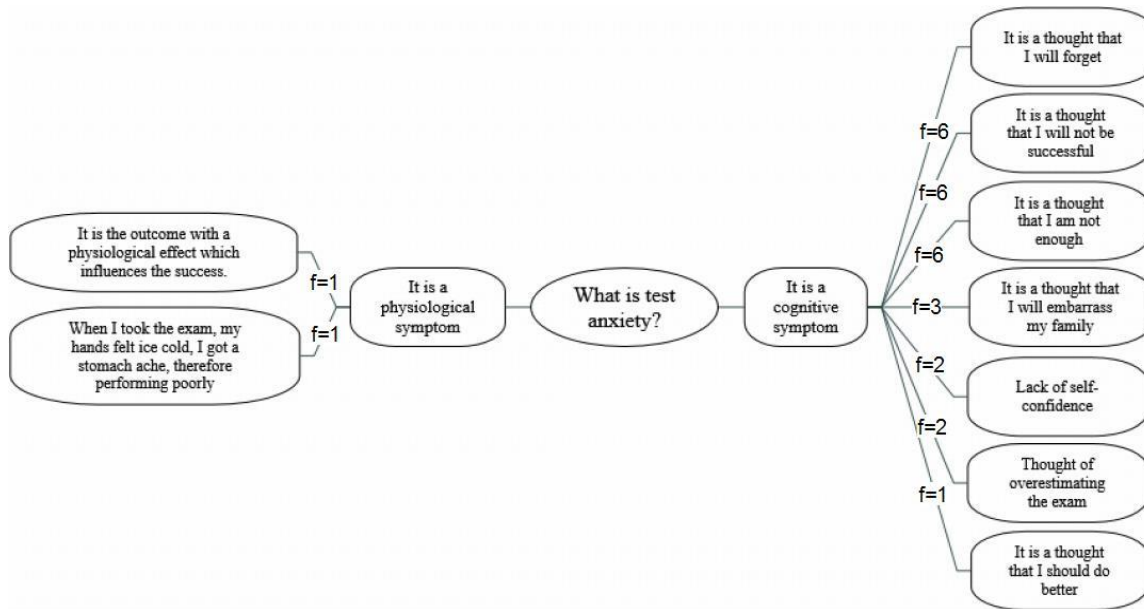 It is a thought that
I will forget
f=6
It is a thought
that I will not be
successful
f=6
It is a thought
that I am not
enough
f=6
It is the outcome with a
physiological effect which
influences the success.
f=1
When I took the exam, my
hands felt ice cold, I got a
stomach ache, therefore
performing poorly
f=1
It is a
physiological
symptom
What is test
anxiety?
It is a
cognitive
symptom
f=3
It is a thought that
I will embarrass
my family
f=2
Lack of self-
confidence
f=2
Thought of
overestimating
the exam
f=1
It is a thought
that I should do
better